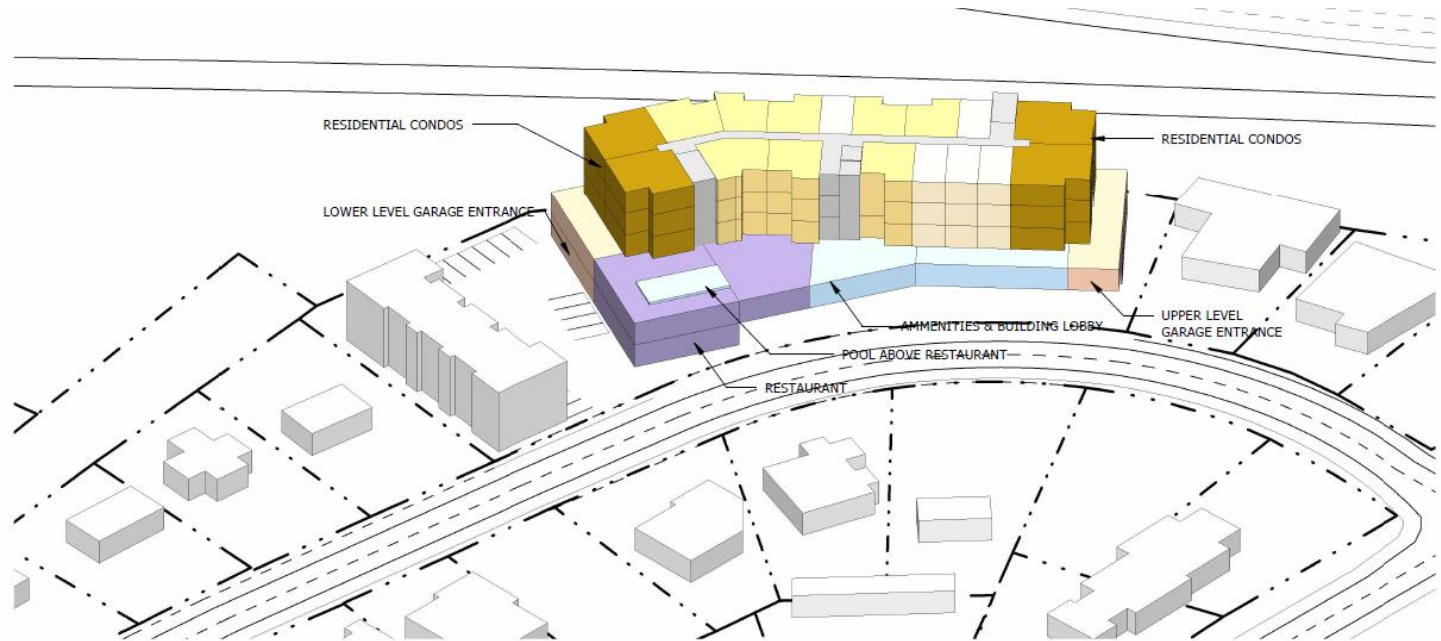 RESIDENTIAL CONDOS
RESIDENTIAL CONDOS
LOWER LEVEL GARAGE ENTRANCE
UPPER LEVEL
GARAGE ENTRANCE
AMMENITIES & BUILDING LOBBY
POOL ABOVE RESTAURANT
RESTAURANT